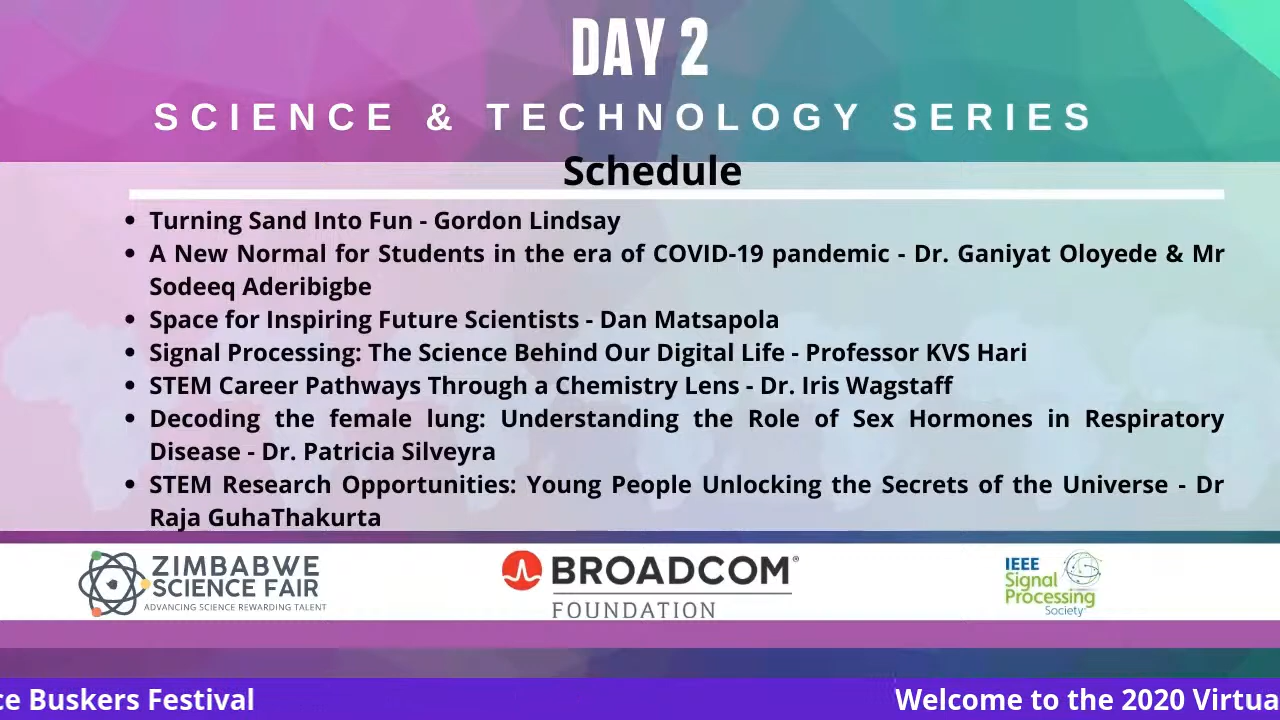 DAY 2
SCIENCE & TECHNOLOGY SERIES
Schedule
• Turning Sand Into Fun - Gordon Lindsay
• A New Normal for Students in the era of COVID-19 pandemic - Dr. Ganiyat Oloyede & Mr
Sodeeq Aderibigbe
• Space for Inspiring Future Scientists - Dan Matsapola
• Signal Processing: The Science Behind Our Digital Life - Professor KVS Hari
• STEM Career Pathways Through a Chemistry Lens - Dr. Iris Wagstaff
• Decoding the female lung: Understanding the Role of Sex Hormones in Respiratory
Disease - Dr. Patricia Silveyra
• STEM Research Opportunities: Young People Unlocking the Secrets of the Universe - Dr
Raja GuhaThakurta
ZIMBABWE
SCIENCE FAIR
ADVANCING SCIENCE REWARDING TALENT
BROADCOM®
FOUNDATION
IEEE
Signal
Processing
Society
ce Buskers Festival
Welcome to the 2020 Virtua